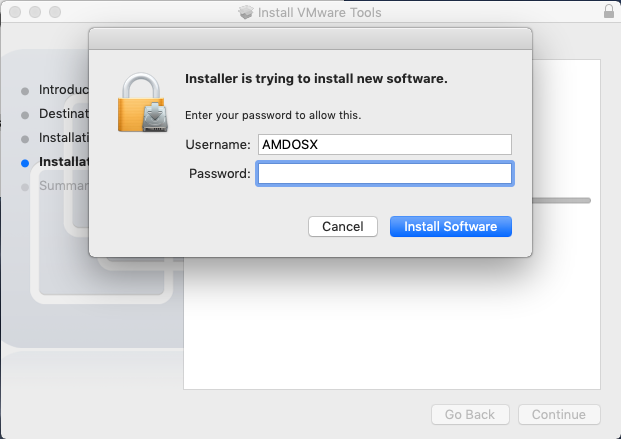 Install VMware Tools
Installer is trying to install new software.
Enter your password to allow this.
Username: AMDOSX
Password:
Cancel
Install Software
Introduc
Destinat
Installati
Installat
Summar
Go Back
Continue